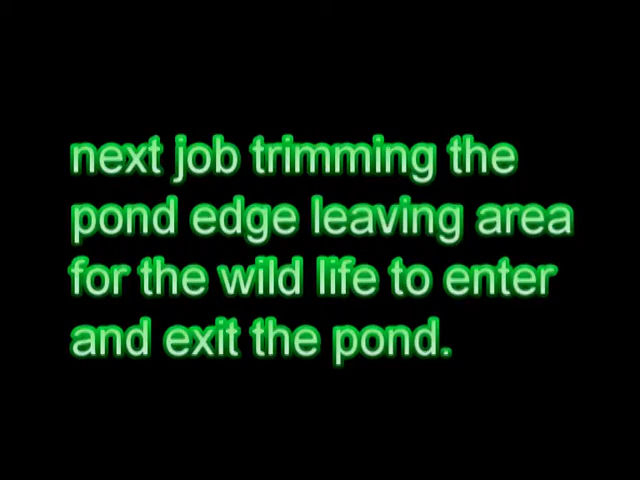 next job trimming the
pond edge leaving area
for the wild life to enter
and exit the pond.